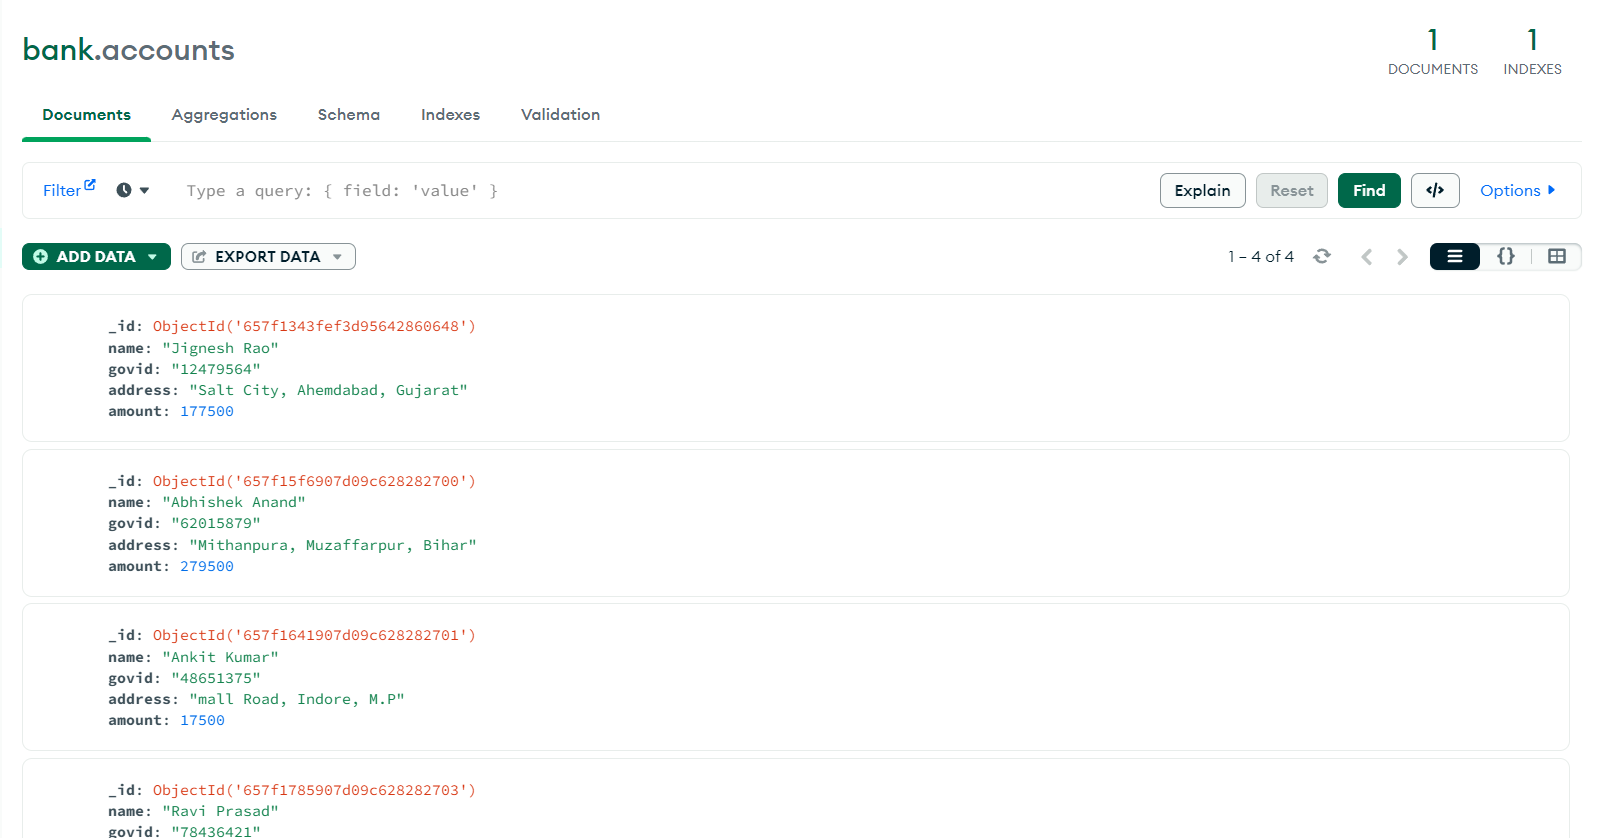 bank.accounts
1 1
DOCUMENTS INDEXES
Documents Aggregations Schema Indexes Validation
Filter Type a query: { field: 'value' } Explain Reset Find </> Options
ADD DATA EXPORT DATA 1 – 4 of 4 {}
_id: ObjectId('657f1343fef3d95642860648')
name: "Jignesh Rao"
govid: "12479564"
address: "Salt City, Ahemdabad, Gujarat"
amount: 177500
_id: ObjectId('657f15f6907d09c628282700')
name: "Abhishek Anand"
govid: "62015879"
address: "Mithanpura, Muzaffarpur, Bihar"
amount: 279500
_id: ObjectId('657f1641907d09c628282701')
name: "Ankit Kumar"
govid: "48651375"
address: "mall Road, Indore, M.P"
amount: 17500
_id: ObjectId('657f1785907d09c628282703')
name: "Ravi Prasad"
govid: "78436421"